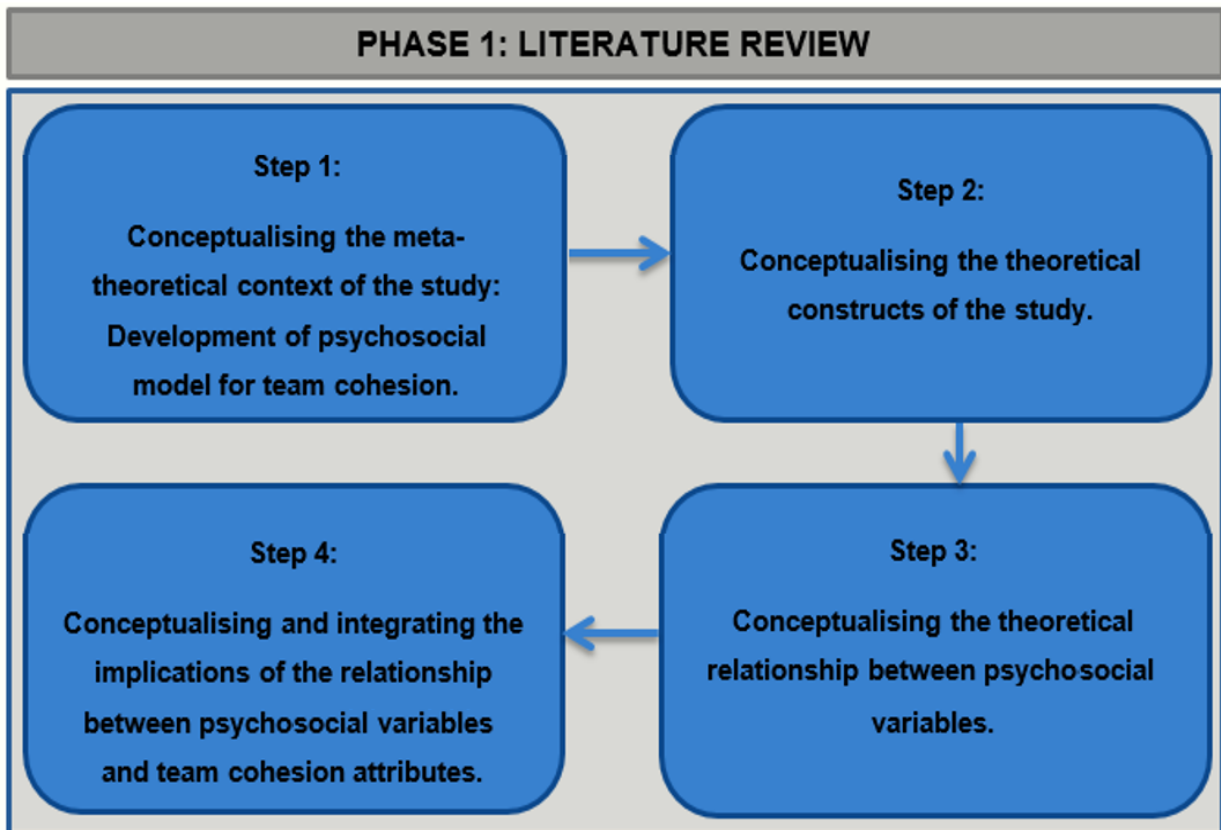 PHASE 1: LITERATURE REVIEW
Step 1:
Conceptualising the meta-
theoretical context of the study:
Development of psychosocial
model for team cohesion.
Step 2:
Conceptualising the theoretical
constructs of the study.
Step 3:
Conceptualising the theoretical
relationship between psychosocial
variables.
Step 4:
Conceptualising and integrating the
implications of the relationship
between psychosocial variables
and team cohesion attributes.